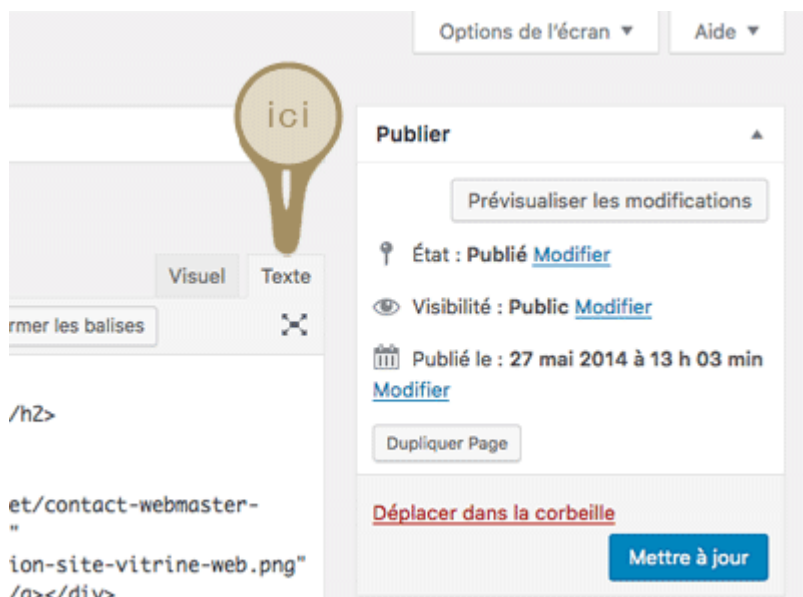 Options de l'écran ▼ Aide ▼
ici
Publier
Prévisualiser les modifications
État : Publié Modifier
Visuel Texte
Visibilité : Public Modifier
rmer les balises
Publié le : 27 mai 2014 à 13 h 03 min
Modifier
/h2>
Dupliquer Page
et/contact-webmaster-
"
Déplacer dans la corbeille
ion-site-vitrine-web.png"
Mettre à jour
/a></div>